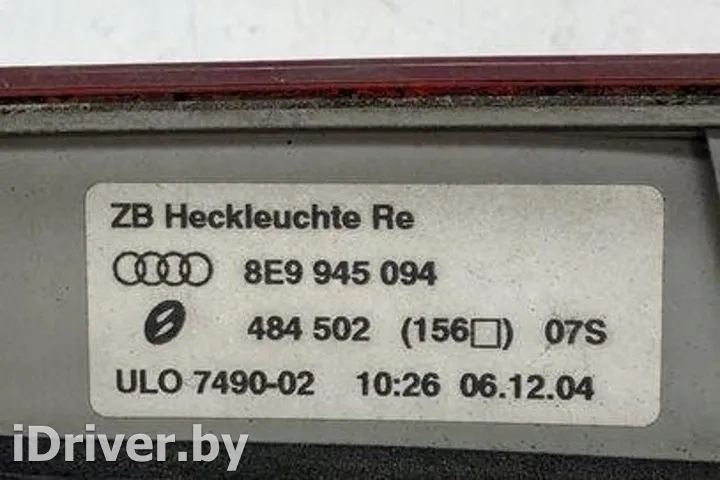 ZB Heckleuchte Re
8E9 945 094
484 502 (156□) 07S
ULO 7490-02 10:26 06.12.04
iDriver.by